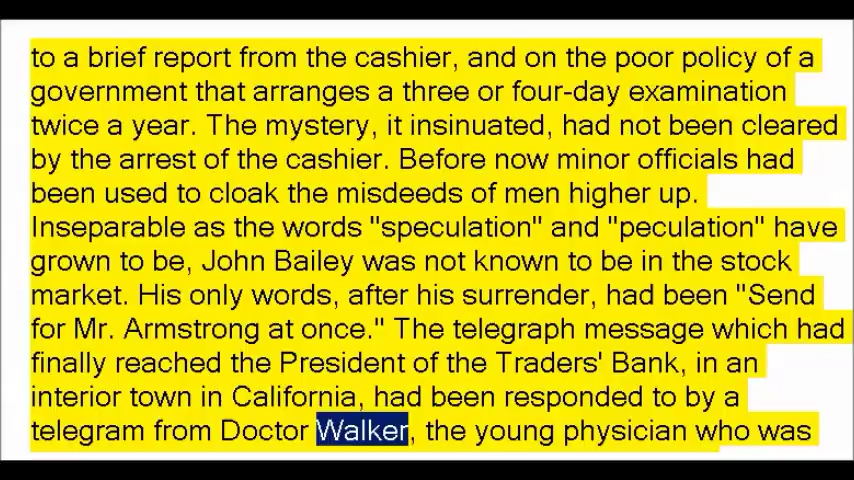 to a brief report from the cashier, and on the poor policy of a
government that arranges a three or four-day examination
twice a year. The mystery, it insinuated, had not been cleared
by the arrest of the cashier. Before now minor officials had
been used to cloak the misdeeds of men higher up.
Inseparable as the words "speculation" and "peculation" have
grown to be, John Bailey was not known to be in the stock
market. His only words, after his surrender, had been "Send
for Mr. Armstrong at once." The telegraph message which had
finally reached the President of the Traders' Bank, in an
interior town in California, had been responded to by a
telegram from Doctor Walker, the young physician who was